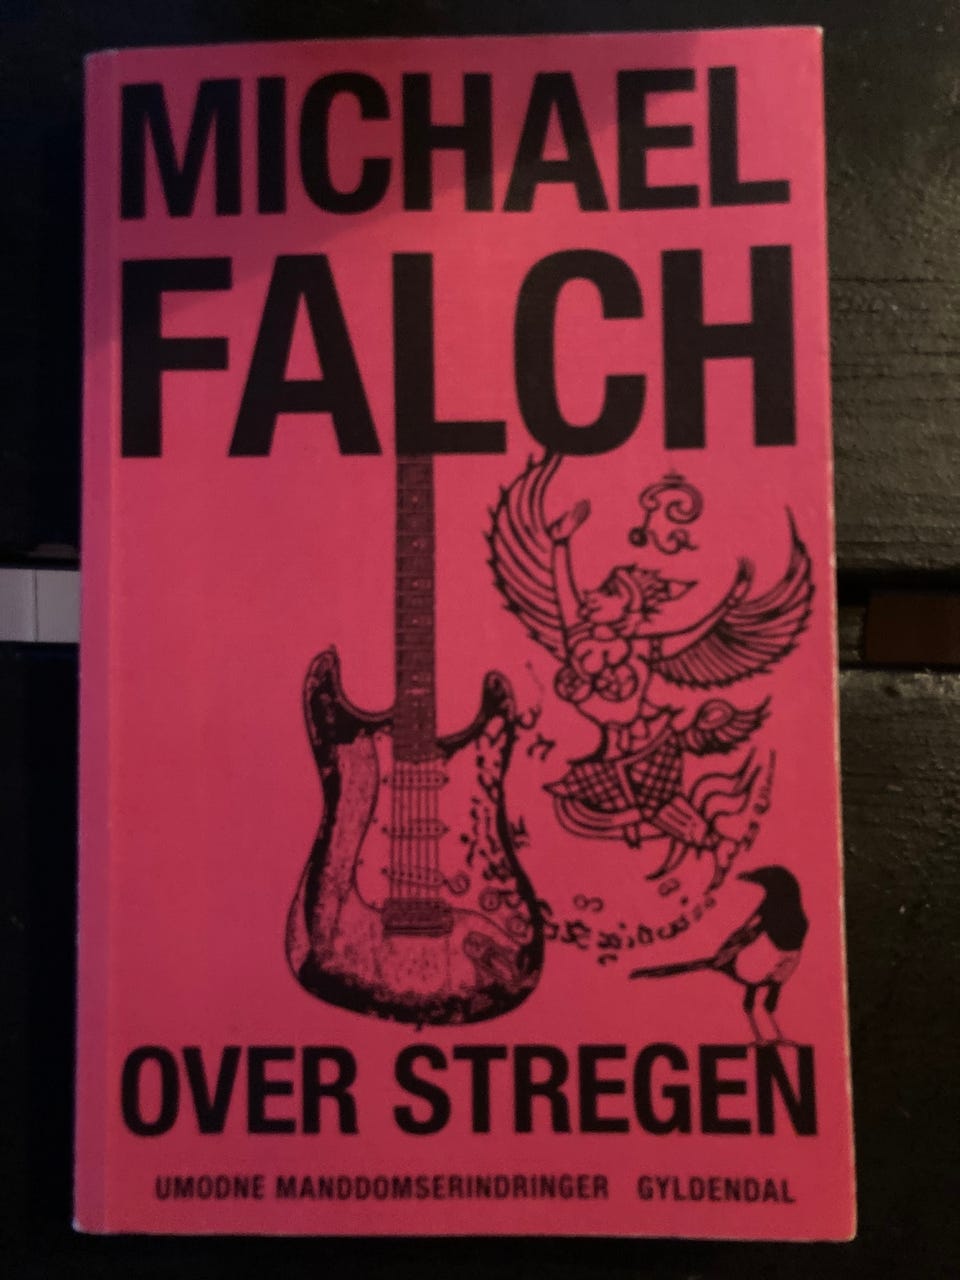 MICHAEL
FALCH
OVER STREGEN
UMODNE MANDDOMSERINDRINGER GYLDENDAL